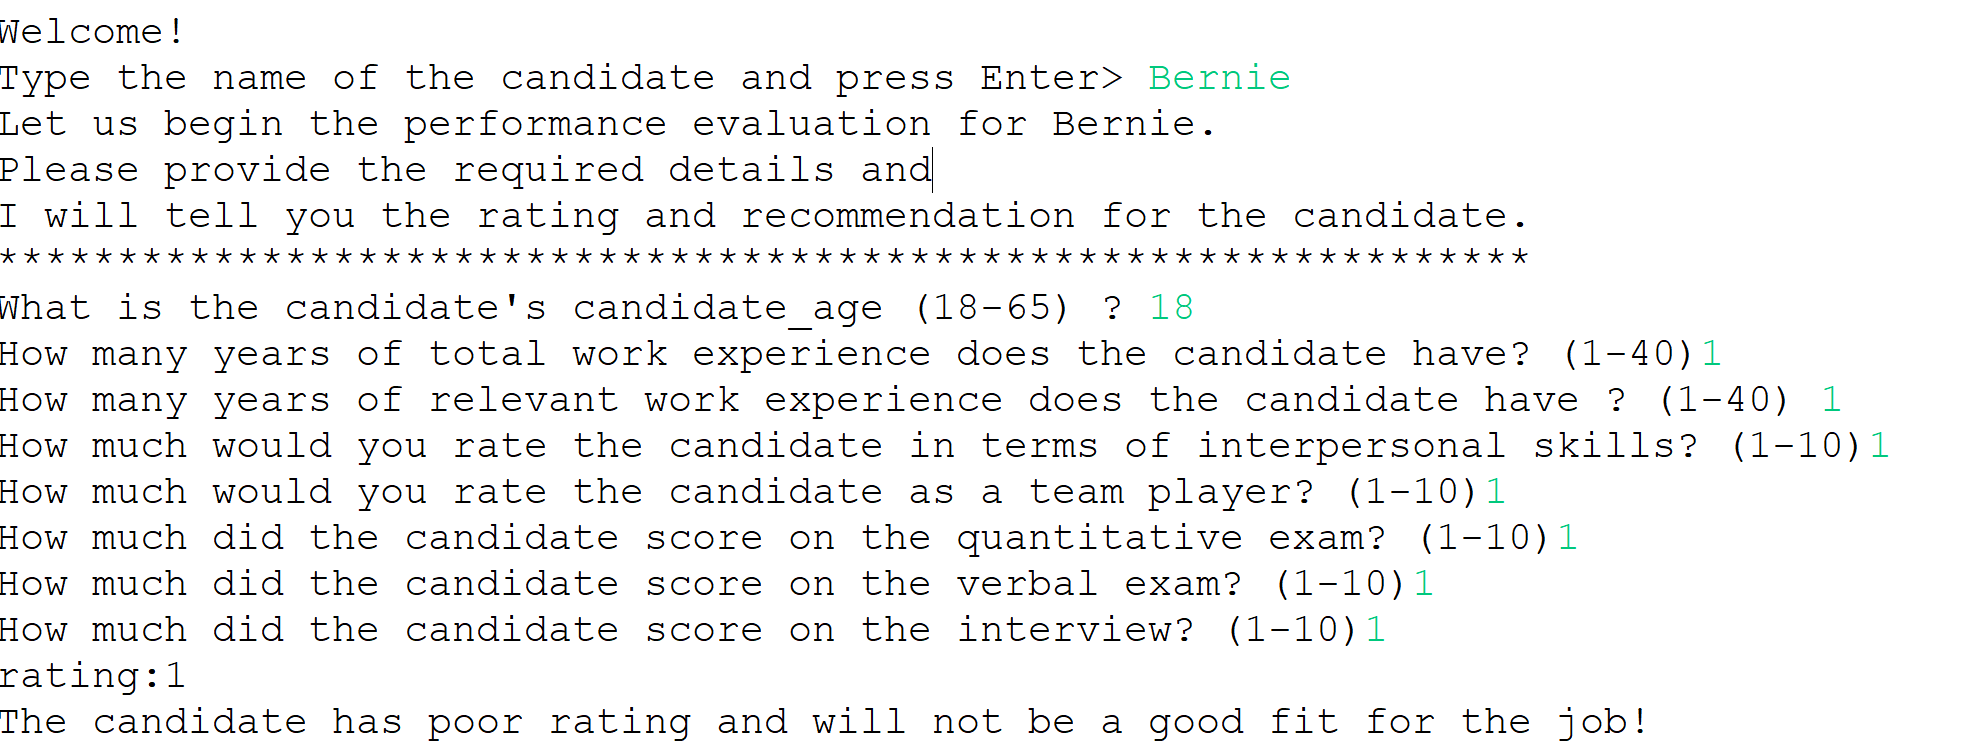 Welcome!
Type the name of the candidate and press Enter> Bernie
Let us begin the performance evaluation for Bernie.
Please provide the required details and
I will tell you the rating and recommendation for the candidate.
****************************************************************
What is the candidate's candidate_age (18-65) ? 18
How many years of total work experience does the candidate have? (1-40)1
How many years of relevant work experience does the candidate have ? (1-40) 1
How much would you rate the candidate in terms of interpersonal skills? (1-10)1
How much would you rate the candidate as a team player? (1-10)1
How much did the candidate score on the quantitative exam? (1-10)1
How much did the candidate score on the verbal exam? (1-10)1
How much did the candidate score on the interview? (1-10)1
rating:1
The candidate has poor rating and will not be a good fit for the job!